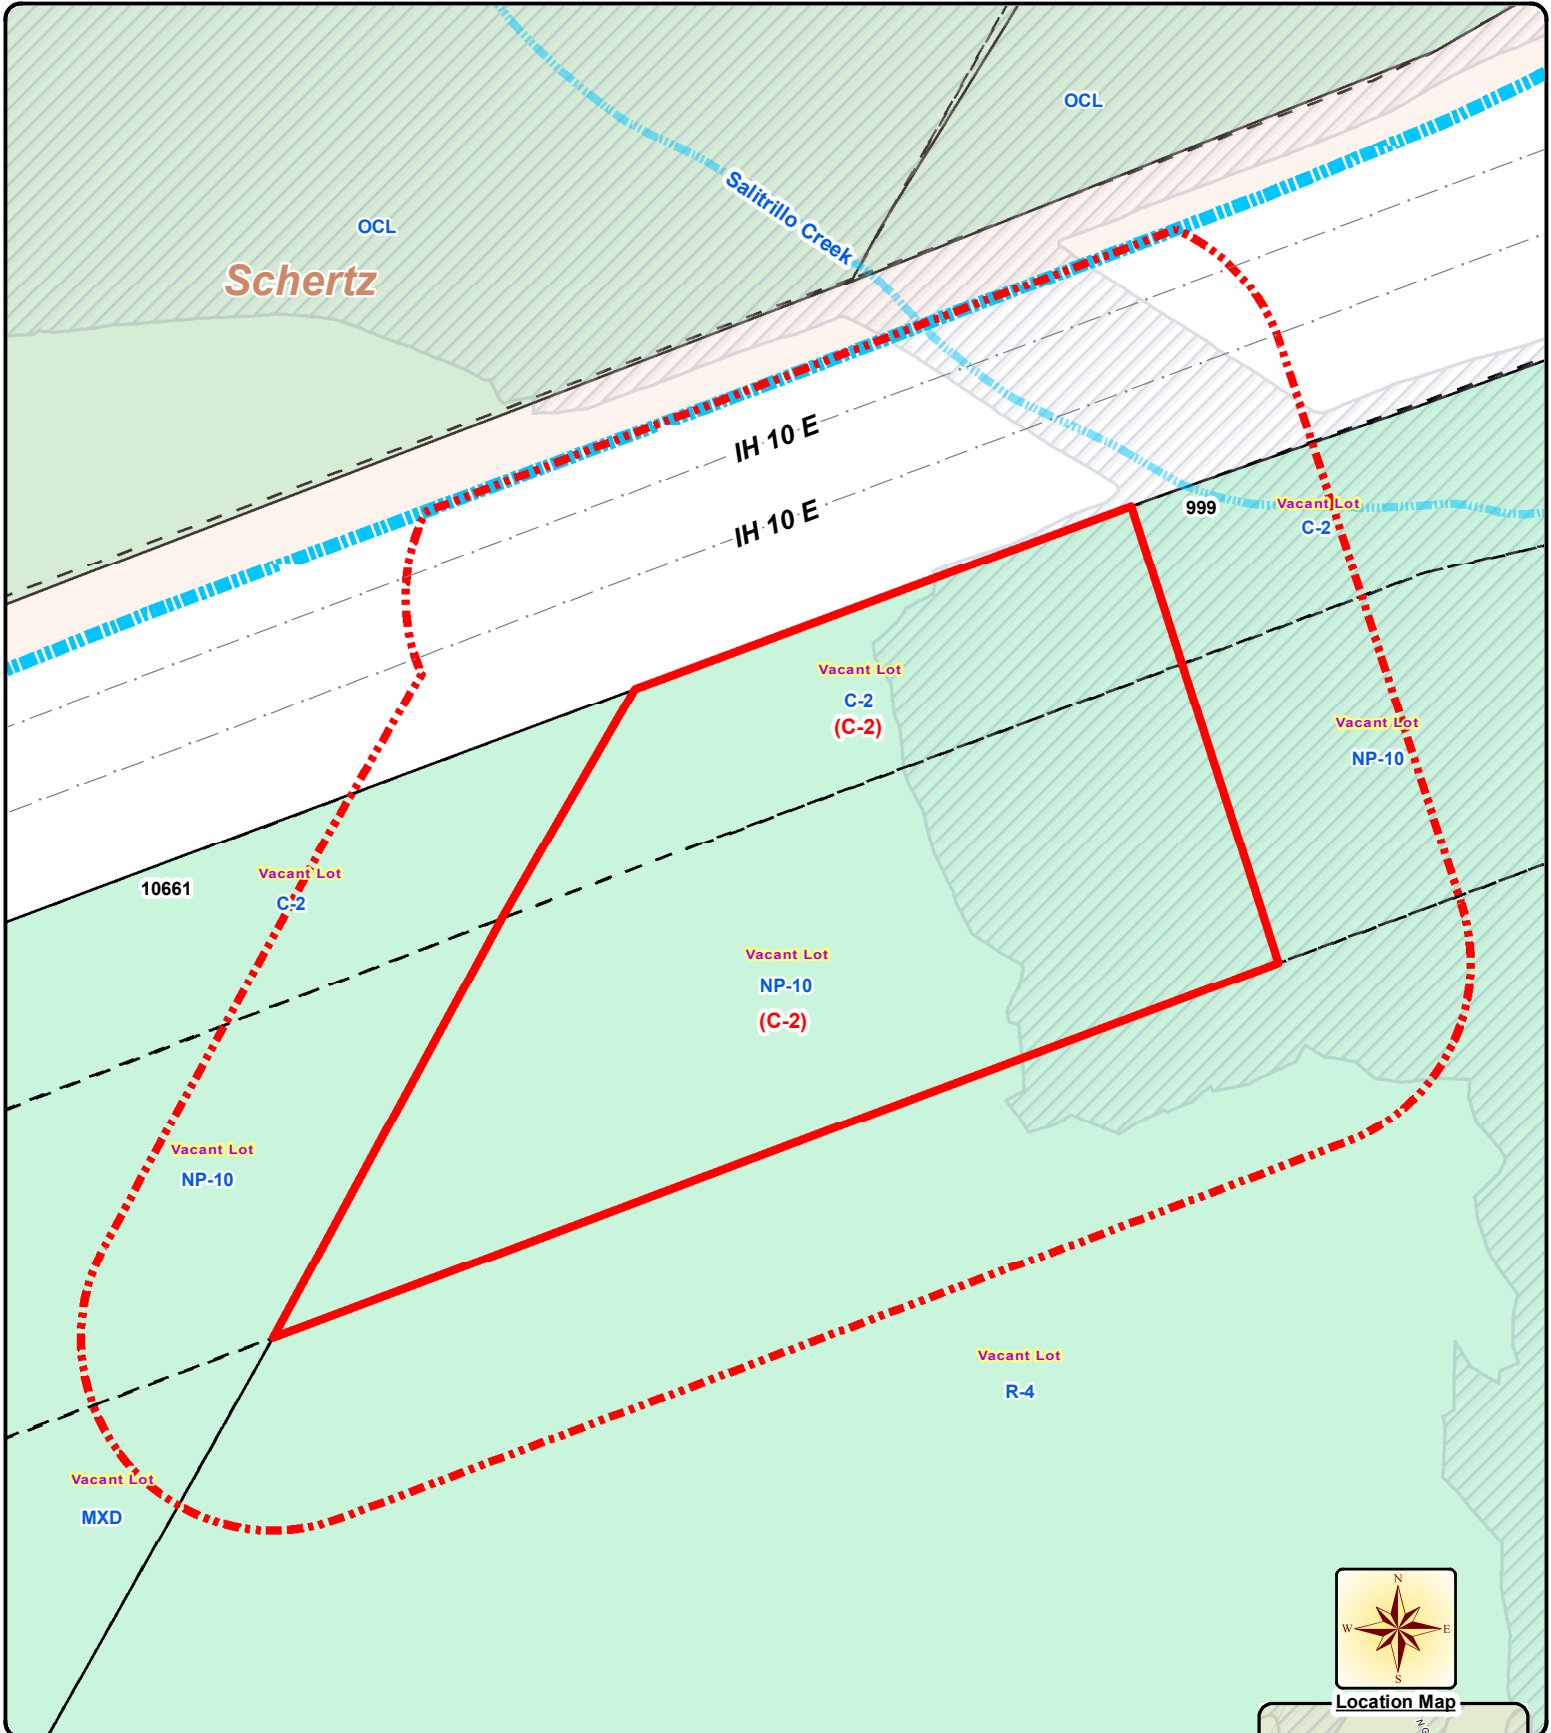 OCL
Salitrillo Creek
OCL
Schertz
IH 10 E
IH 10 E
999
Vacant Lot
C-2
Vacant Lot
C-2
(C-2)
Vacant Lot
NP-10
10661
Vacant Lot
C-2
Vacant Lot
NP-10
(C-2)
Vacant Lot
NP-10
Vacant Lot
R-4
Vacant Lot
MXD
N
W
E
S
Location Map